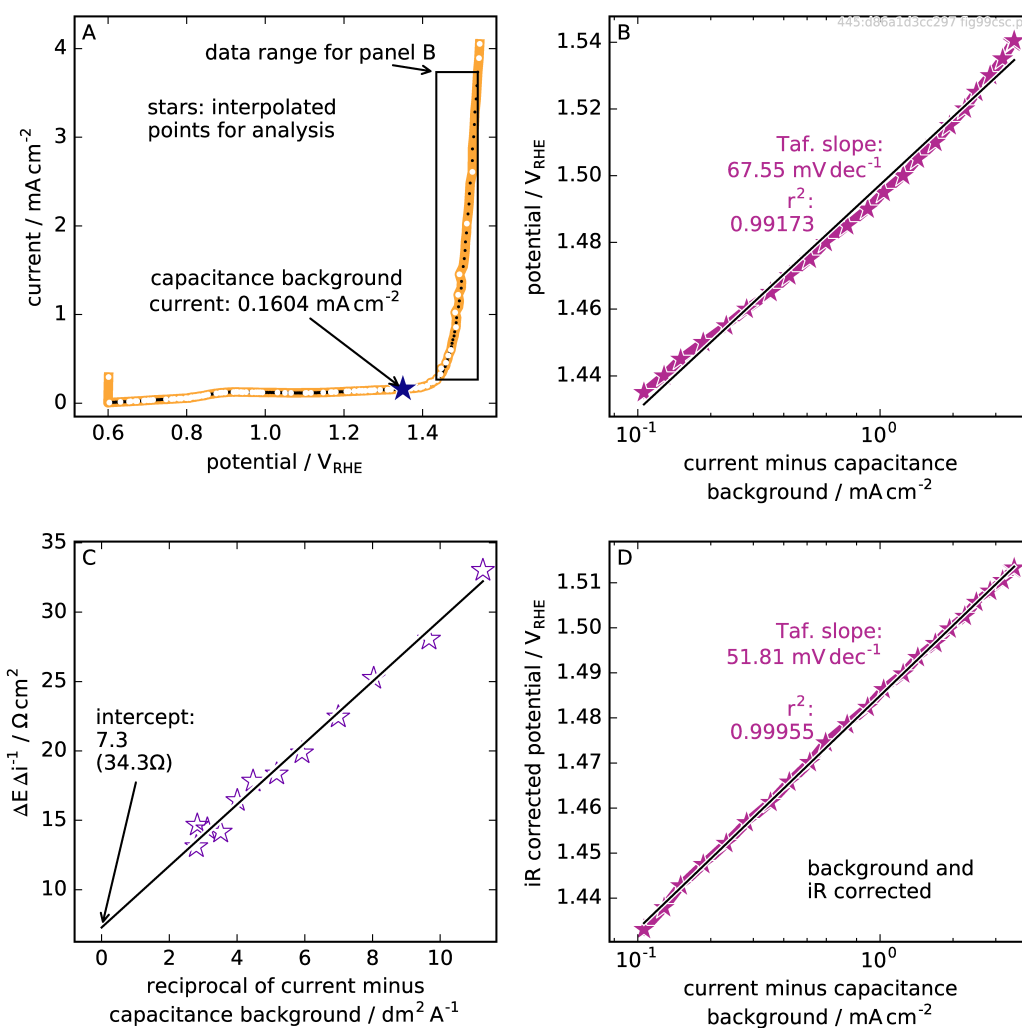 A
data range for panel B
stars: interpolated
points for analysis
capacitance background
current: 0.1604 mA cm⁻²
current / mA cm⁻²
4
3
2
1
0
0.6 0.8 1.0 1.2 1.4
potential / V_RHE
B
Taf. slope:
67.55 mV dec⁻¹
r²:
0.99173
potential / V_RHE
1.54
1.52
1.50
1.48
1.46
1.44
10⁻¹ 10⁰
current minus capacitance
background / mA cm⁻²
C
intercept:
7.3
(34.3Ω)
ΔE Δi⁻¹ / Ω cm²
35
30
25
20
15
10
0 2 4 6 8 10
reciprocal of current minus
capacitance background / dm² A⁻¹
D
Taf. slope:
51.81 mV dec⁻¹
r²:
0.99955
background and
iR corrected
iR corrected potential / V_RHE
1.51
1.50
1.49
1.48
1.47
1.46
1.45
1.44
10⁻¹ 10⁰
current minus capacitance
background / mA cm⁻²